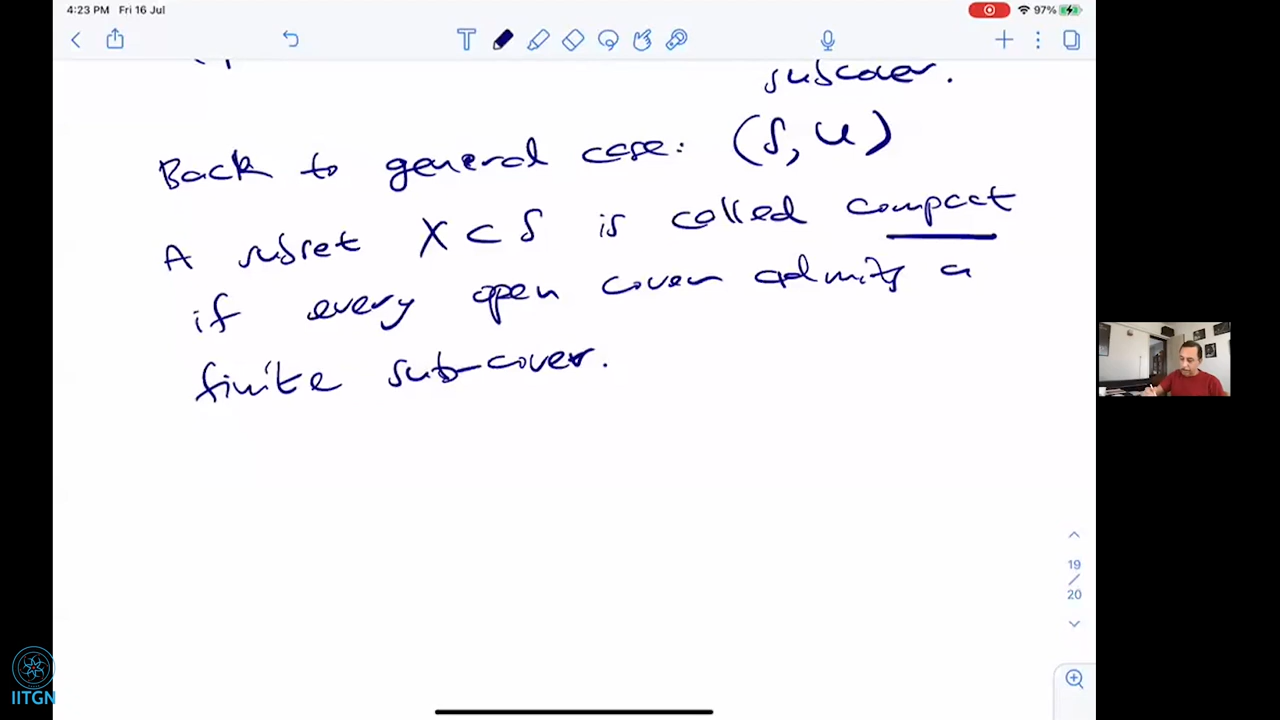 4:23 PM Fri 16 Jul
97%
subcover.
Back to general case: (S, U)
A subset X ⊂ S is called compact
if every open cover admits a
finite sub-cover.
19
/
20
IITGN